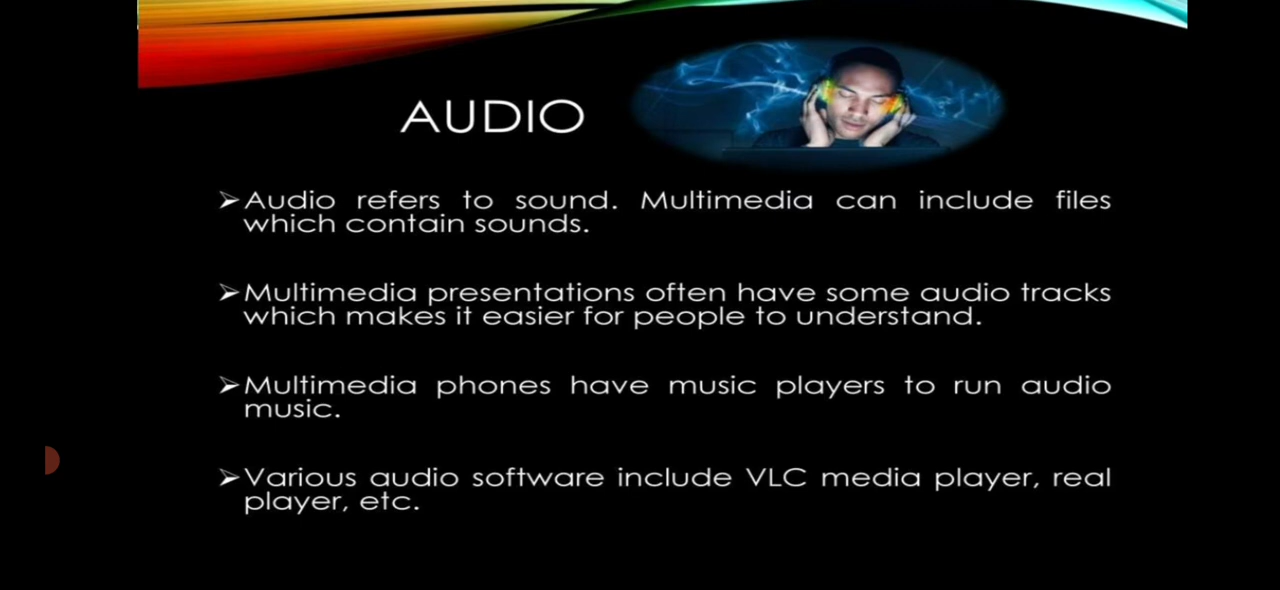 AUDIO
➢Audio refers to sound. Multimedia can include files
which contain sounds.
➢Multimedia presentations often have some audio tracks
which makes it easier for people to understand.
➢Multimedia phones have music players to run audio
music.
➢Various audio software include VLC media player, real
player, etc.